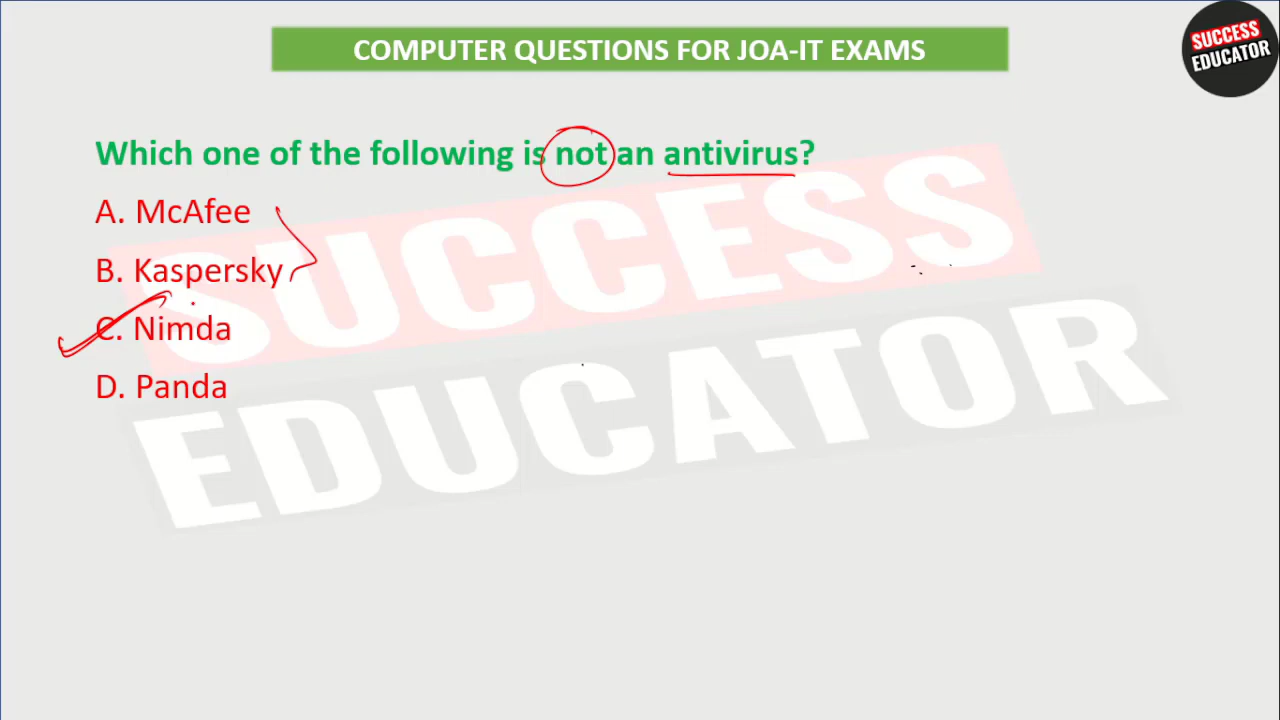 COMPUTER QUESTIONS FOR JOA-IT EXAMS
SUCCESS
EDUCATOR
Which one of the following is not an antivirus?
A. McAfee
B. Kaspersky
C. Nimda
D. Panda
SUCCESS
EDUCATOR